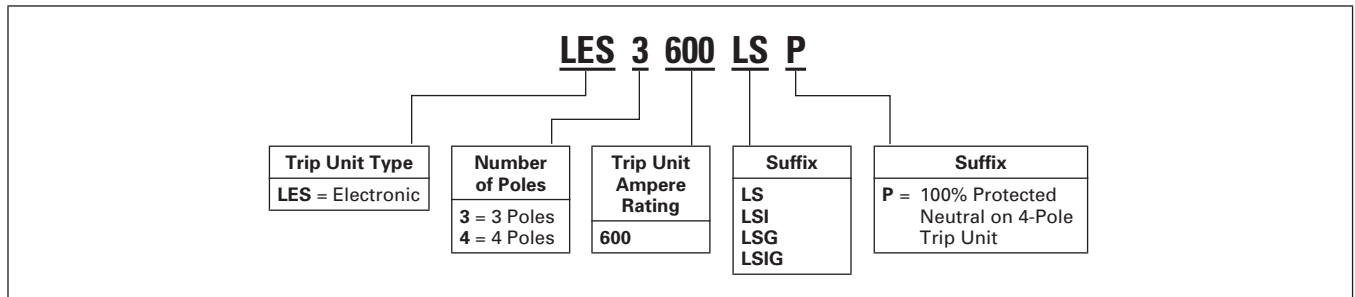 LES 3 600 LS P
Trip Unit Type
LES = Electronic
Number
of Poles
3 = 3 Poles
4 = 4 Poles
Trip Unit
Ampere
Rating
600
Suffix
LS
LSI
LSG
LSIG
Suffix
P = 100% Protected
Neutral on 4-Pole
Trip Unit